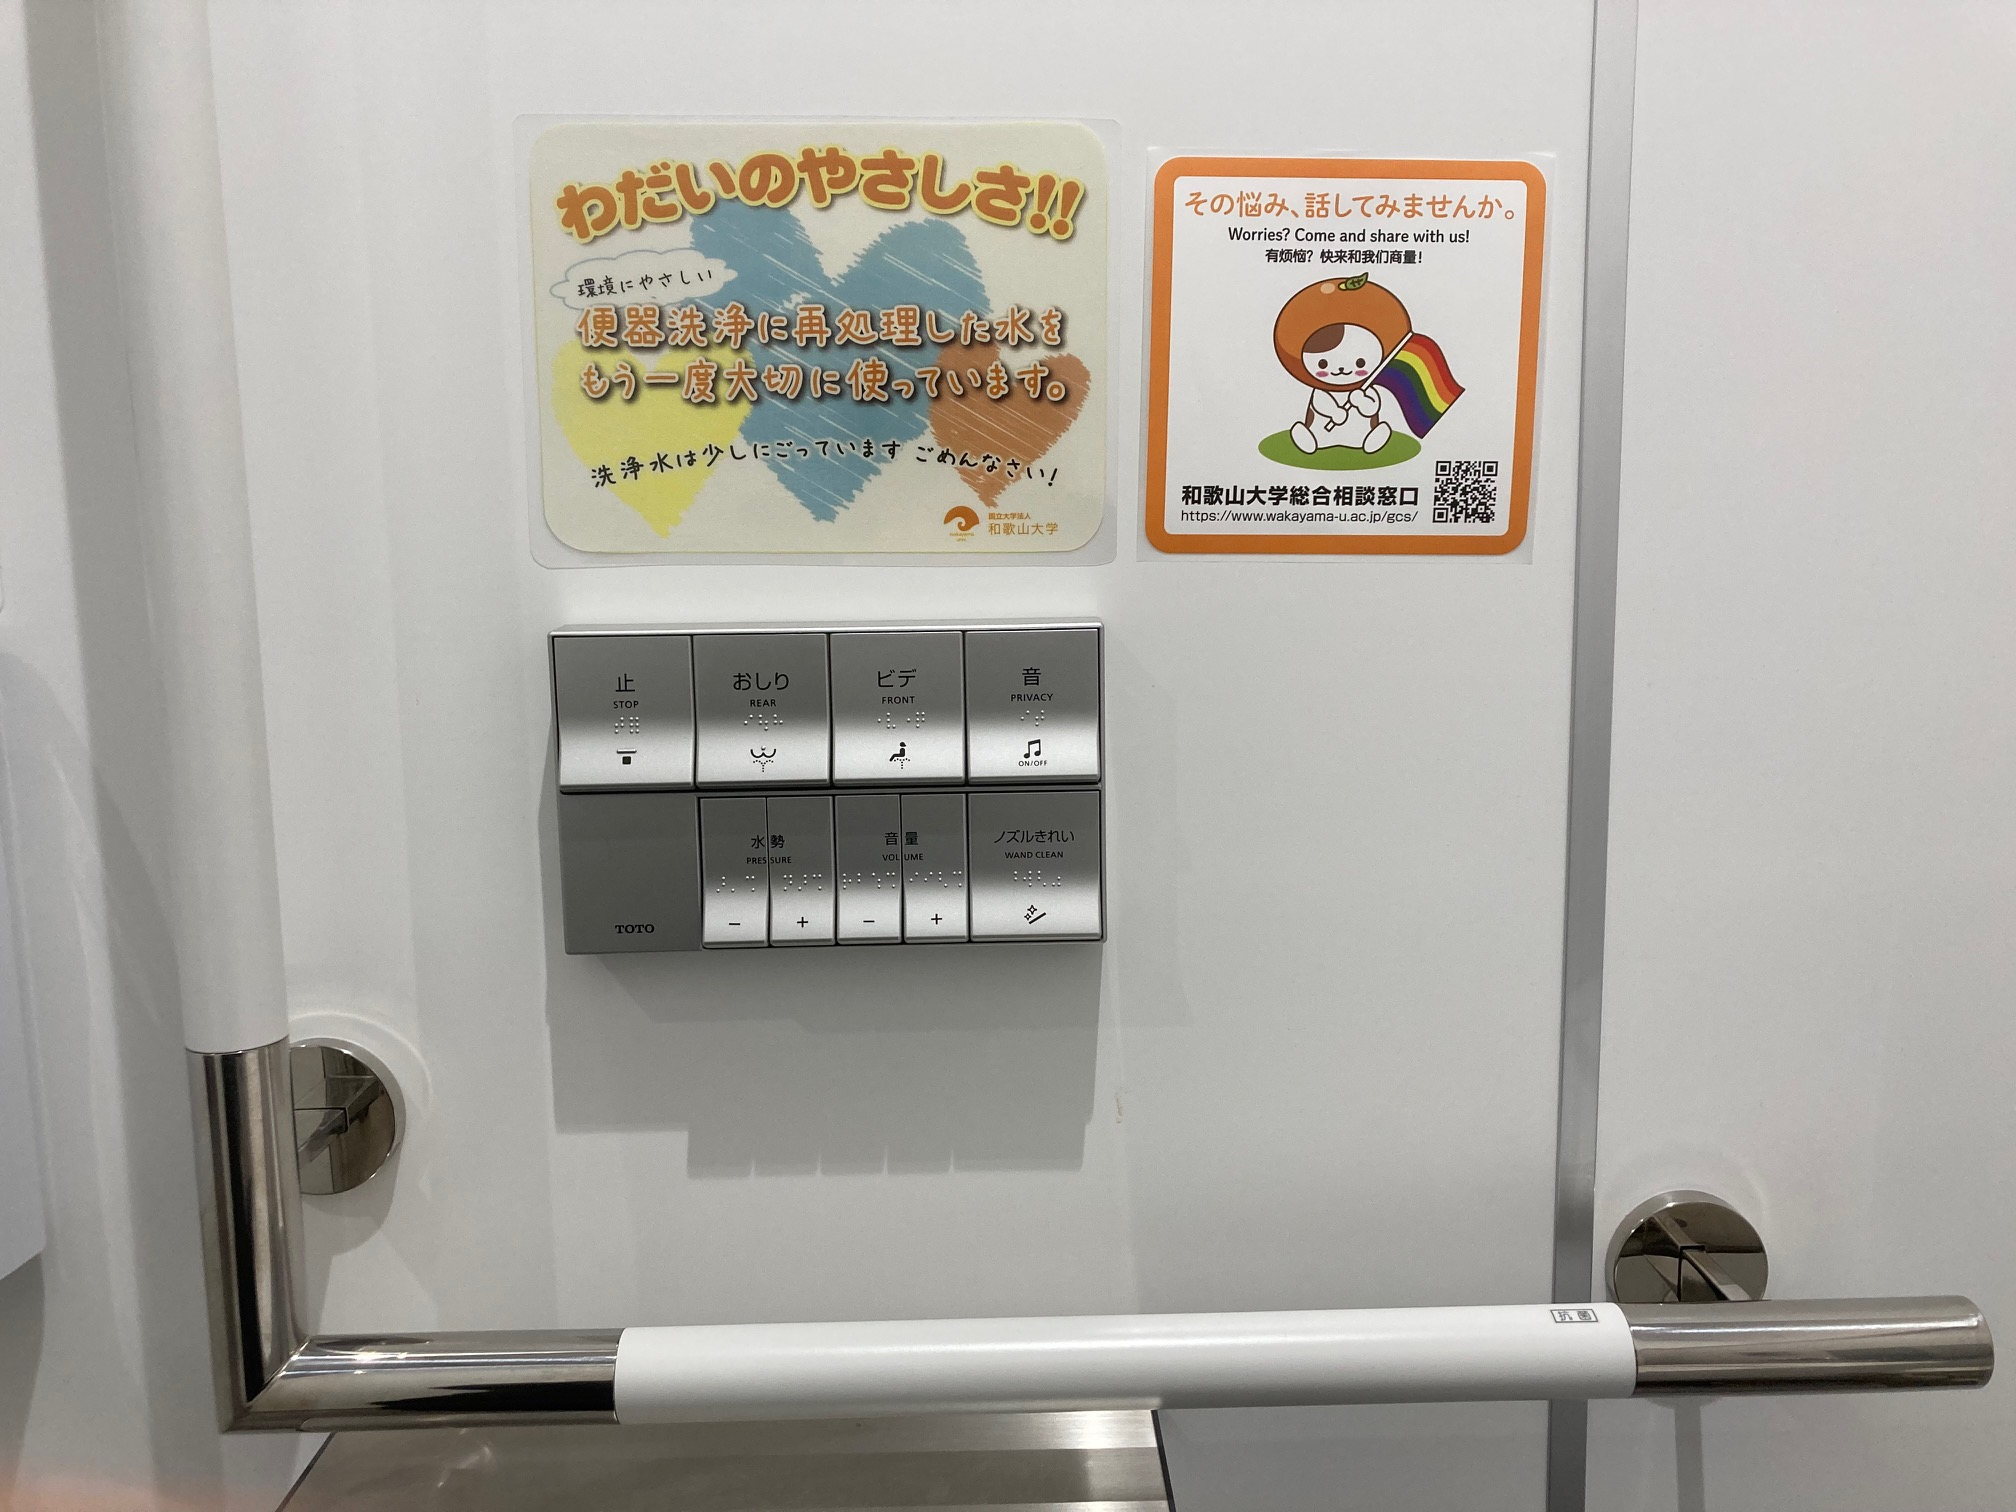 わだいのやさしさ!!
環境にやさしい
便器洗浄に再処理した水を
もう一度大切に使っています。
洗浄水は少しにごっています ごめんなさい!
国立大学法人
和歌山大学
その悩み、話してみませんか。
Worries? Come and share with us!
有烦恼? 快来和我们商量!
和歌山大学総合相談窓口
https://www.wakayama-u.ac.jp/gcs/
止
STOP
おしり
REAR
ビデ
FRONT
音
PRIVACY
ON/OFF
水勢
PRESSURE
- +
音量
VOLUME
- +
ノズルきれい
WAND CLEAN
TOTO
抗菌